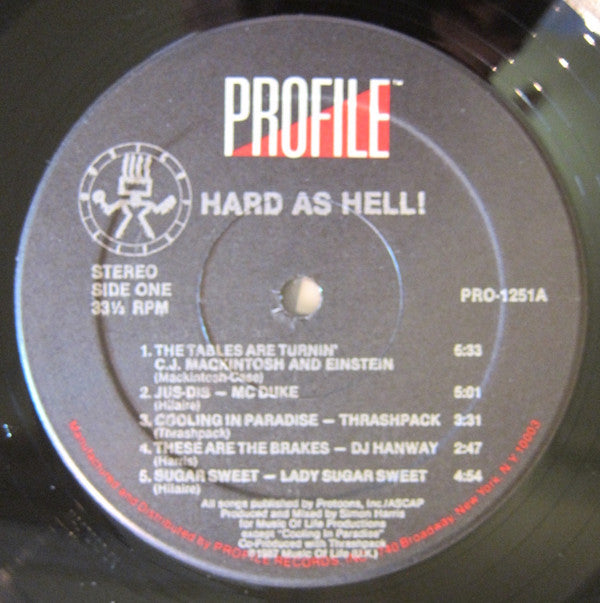 PROFILE™
HARD AS HELL!
STEREO
SIDE ONE
33⅓ RPM
PRO-1251A
1. THE TABLES ARE TURNIN' 5:33
C.J. MACKINTOSH AND EINSTEIN
(Mackintosh-Case)
2. JUS-DIS — MC DUKE 5:01
(Hilaire)
3. COOLING IN PARADISE — THRASHPACK 3:31
(Thrashpack)
4. THESE ARE THE BRAKES — DJ HANWAY 2:47
(Harris)
5. SUGAR SWEET — LADY SUGAR SWEET 4:54
(Hilaire)
All songs published by Protoons, Inc./ASCAP
Produced and Mixed by Simon Harris
for Music Of Life Productions
except "Cooling In Paradise"
Co-Produced with Thrashpack
©1987 Music Of Life (U.K.)
Manufactured and Distributed by PROFILE RECORDS, INC. 740 Broadway, New York, N.Y. 10003